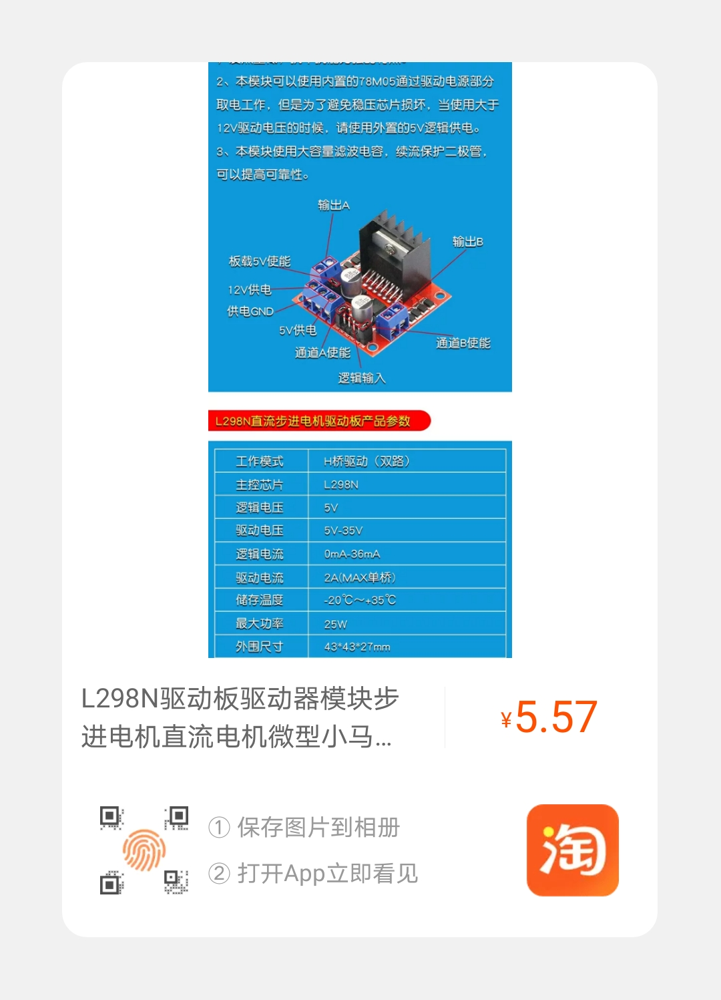 2、本模块可以使用内置的78M05通过驱动电源部分
取电工作，但是为了避免稳压芯片损坏，当使用大于
12V驱动电压的时候，请使用外置的5V逻辑供电。
3、本模块使用大容量滤波电容，续流保护二极管，
可以提高可靠性。
输出A
输出B
板载5V使能
12V供电
供电GND
5V供电
通道A使能
通道B使能
逻辑输入
L298N直流步进电机驱动板产品参数
工作模式 H桥驱动（双路）
主控芯片 L298N
逻辑电压 5V
驱动电压 5V-35V
逻辑电流 0mA-36mA
驱动电流 2A(MAX单桥)
储存温度 -20℃～+35℃
最大功率 25W
外围尺寸 43*43*27mm
L298N驱动板驱动器模块步
进电机直流电机微型小马...
¥5.57
① 保存图片到相册
② 打开App立即看见
淘